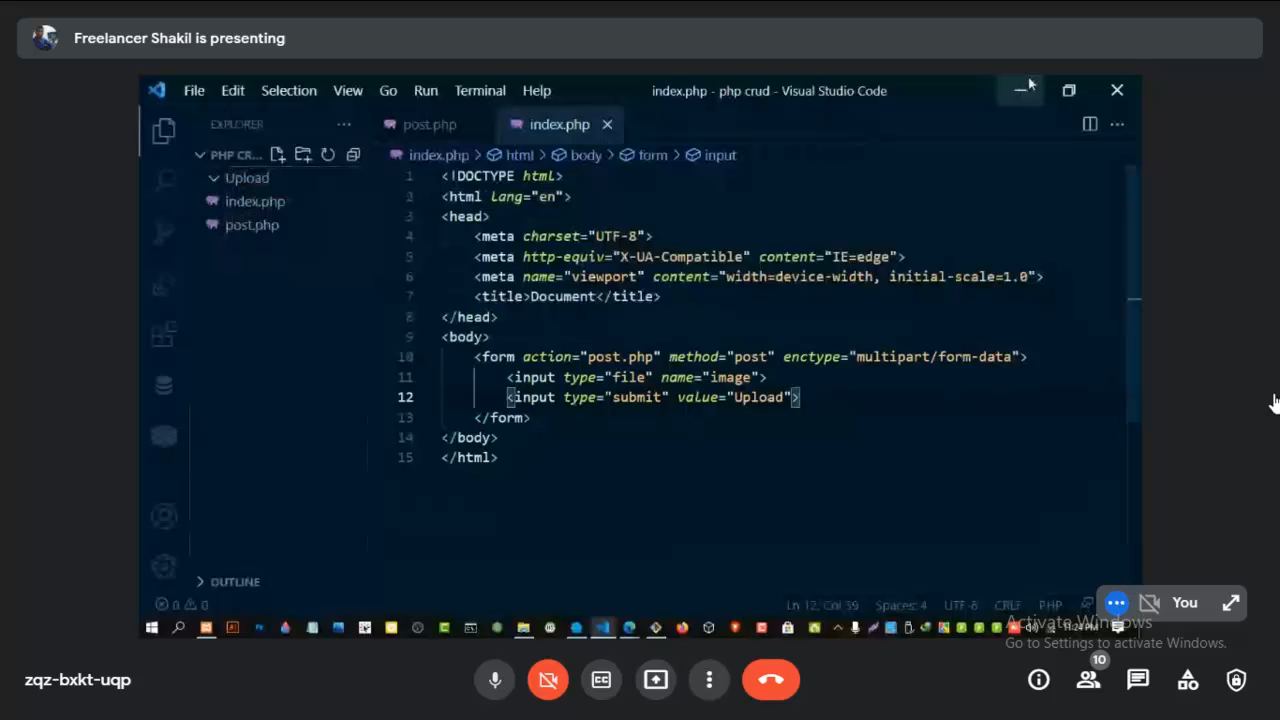 Freelancer Shakil is presenting
File Edit Selection View Go Run Terminal Help
index.php - php crud - Visual Studio Code
EXPLORER
post.php
index.php
PHP CR...
index.php > html > body > form > input
Upload
index.php
post.php
1 <!DOCTYPE html>
2 <html lang="en">
3 <head>
4 <meta charset="UTF-8">
5 <meta http-equiv="X-UA-Compatible" content="IE=edge">
6 <meta name="viewport" content="width=device-width, initial-scale=1.0">
7 <title>Document</title>
8 </head>
9 <body>
10 <form action="post.php" method="post" enctype="multipart/form-data">
11 <input type="file" name="image">
12 <input type="submit" value="Upload">
13 </form>
14 </body>
15 </html>
OUTLINE
0 0
Ln 12, Col 39 Spaces: 4 UTF-8 CRLF PHP
You
Activate Windows
Go to Settings to activate Windows.
zqz-bxkt-uqp
10